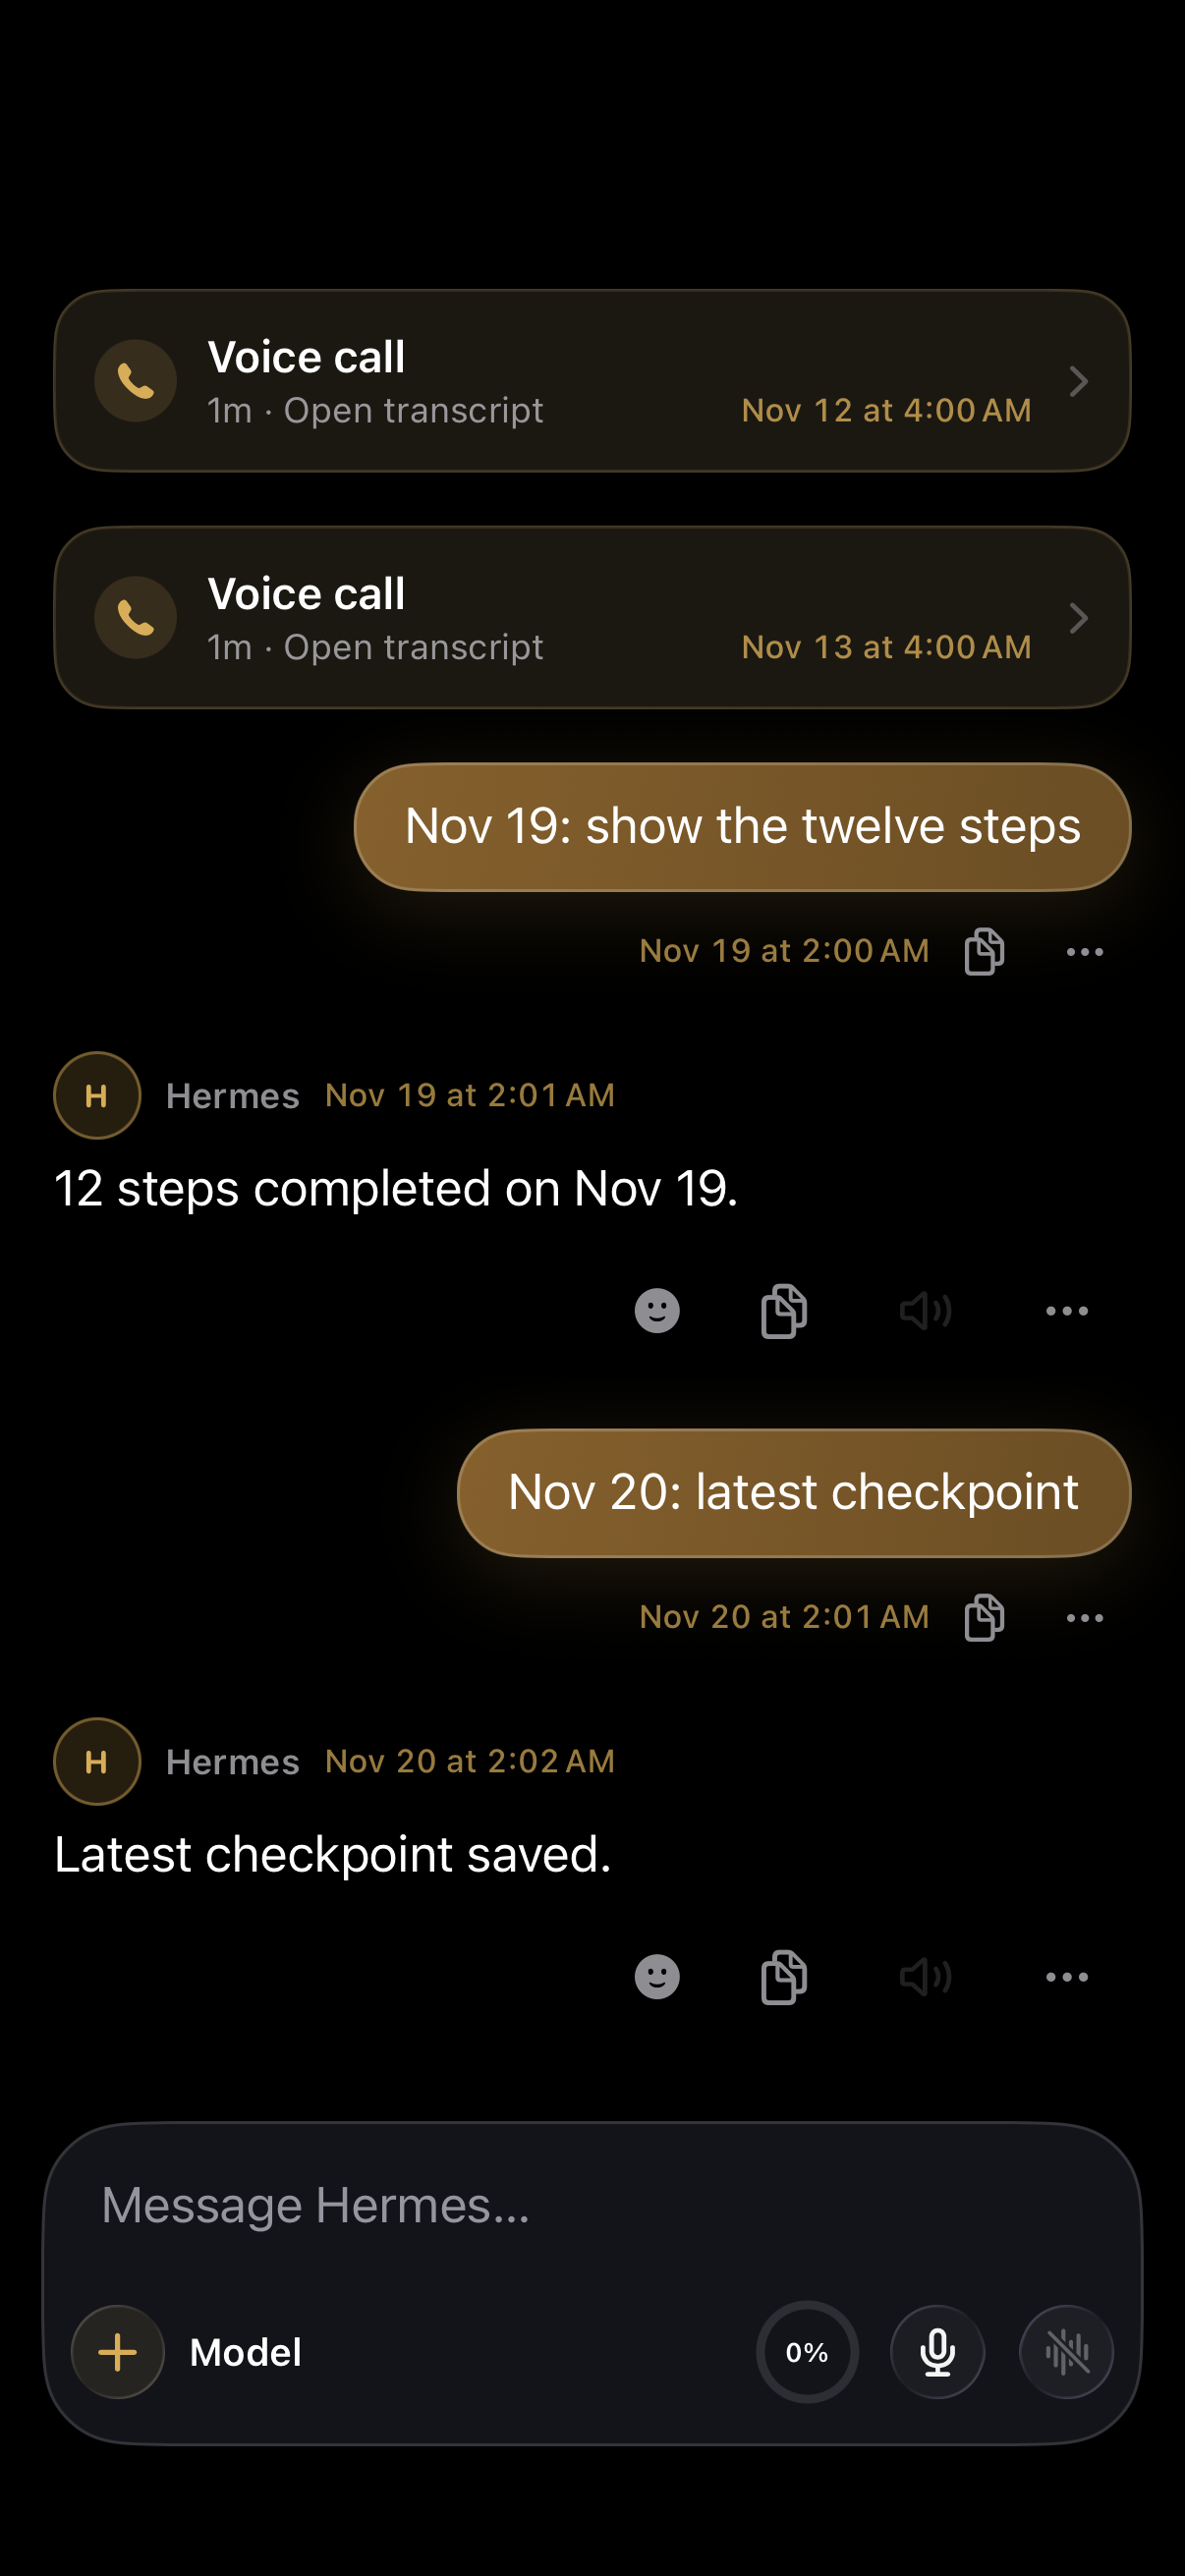 Voice call
1m · Open transcript Nov 12 at 4:00 AM
Voice call
1m · Open transcript Nov 13 at 4:00 AM
Nov 19: show the twelve steps
Nov 19 at 2:00 AM
H Hermes Nov 19 at 2:01 AM
12 steps completed on Nov 19.
Nov 20: latest checkpoint
Nov 20 at 2:01 AM
H Hermes Nov 20 at 2:02 AM
Latest checkpoint saved.
Message Hermes...
Model 0%